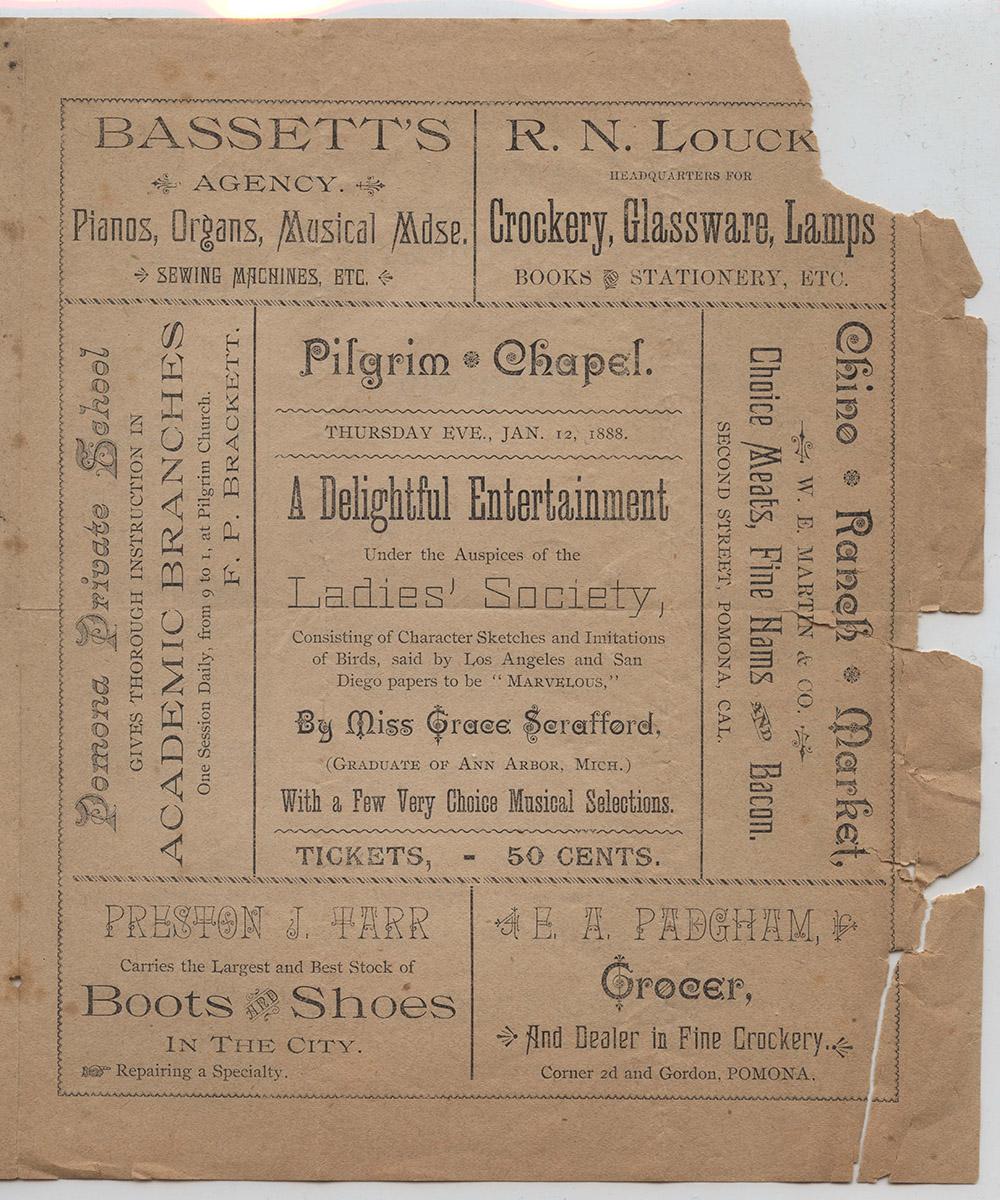 BASSETT'S
AGENCY.
Pianos, Organs, Musical Mdse.
SEWING MACHINES, ETC.
R. N. LOUCK
HEADQUARTERS FOR
Crockery, Glassware, Lamps
BOOKS AND STATIONERY, ETC.
Pomona Private School
GIVES THOROUGH INSTRUCTION IN
ACADEMIC BRANCHES
One Session Daily, from 9 to 1, at Pilgrim Church.
F. P. BRACKETT.
Pilgrim Chapel.
THURSDAY EVE., JAN. 12, 1888.
A Delightful Entertainment
Under the Auspices of the
Ladies' Society,
Consisting of Character Sketches and Imitations
of Birds, said by Los Angeles and San
Diego papers to be "MARVELOUS,"
By Miss Grace Scrafford,
(GRADUATE OF ANN ARBOR, MICH.)
With a Few Very Choice Musical Selections.
TICKETS, - 50 CENTS.
Chino Ranch Market,
W. E. MARTIN & CO.
Choice Meats, Fine Hams AND Bacon.
SECOND STREET, POMONA, CAL.
PRESTON J. TARR
Carries the Largest and Best Stock of
Boots AND Shoes
IN THE CITY.
Repairing a Specialty.
E. A. PADGHAM,
Grocer,
And Dealer in Fine Crockery.
Corner 2d and Gordon, POMONA.